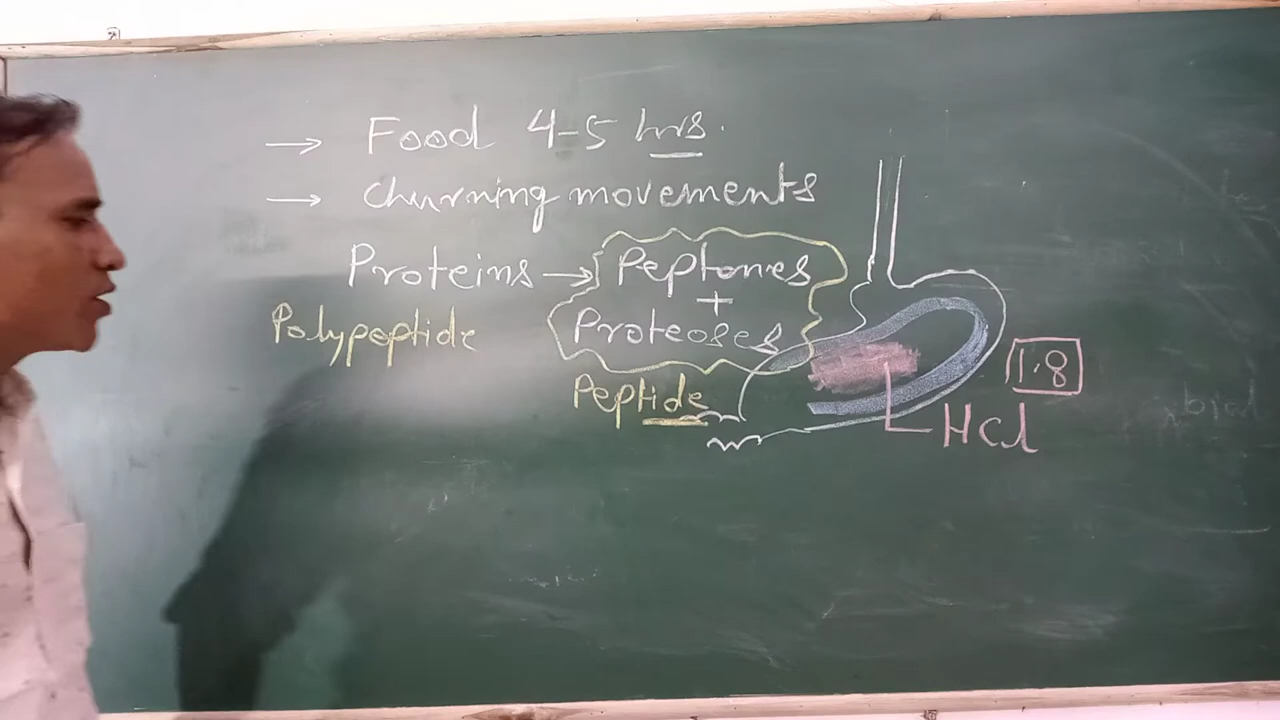 → Food 4-5 hrs.
→ Churning movements
Proteins → Peptones
+
Polypeptide Proteoses
Peptide
1.8
HCl